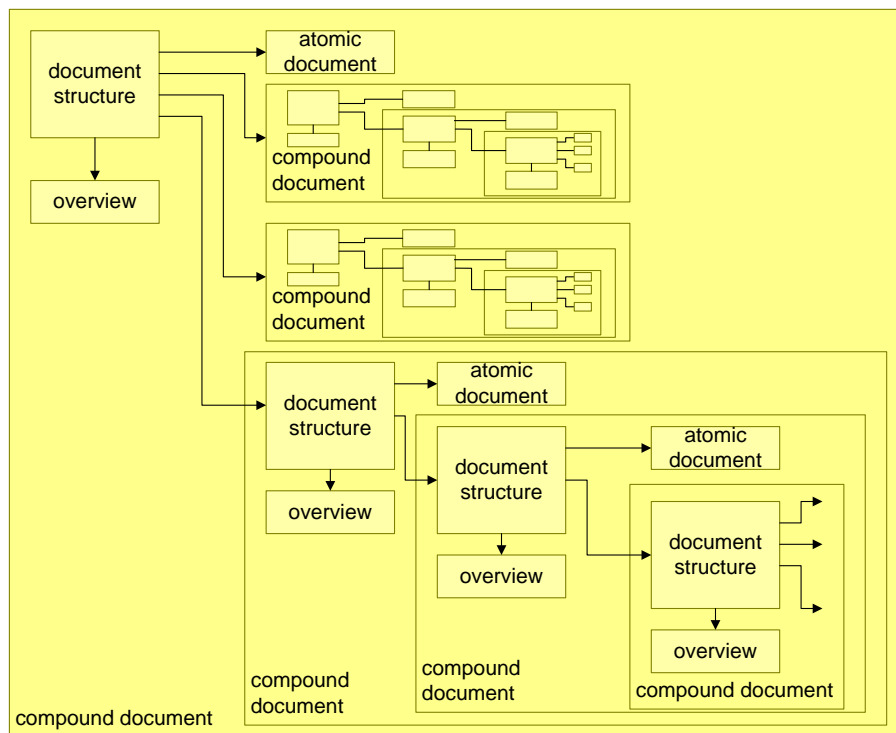 atomic
document
document
structure
overview
compound
document
compound
document
atomic
document
document
structure
overview
atomic
document
document
structure
overview
document
structure
overview
compound document
compound
document
compound
document
compound document